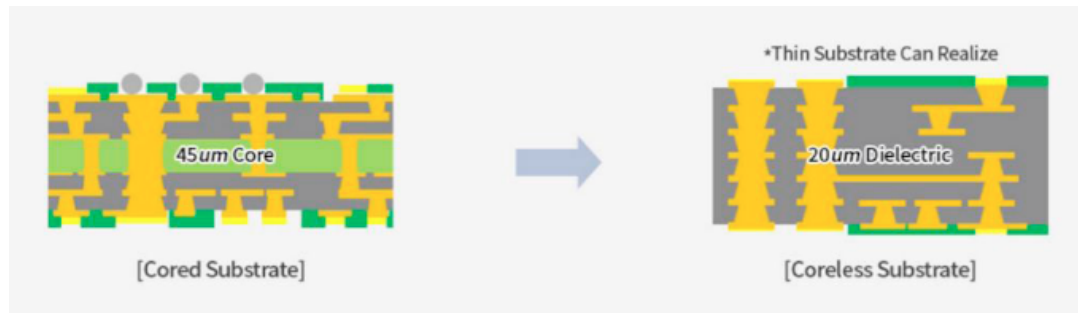 *Thin Substrate Can Realize
45um Core
20um Dielectric
[Cored Substrate]
[Coreless Substrate]